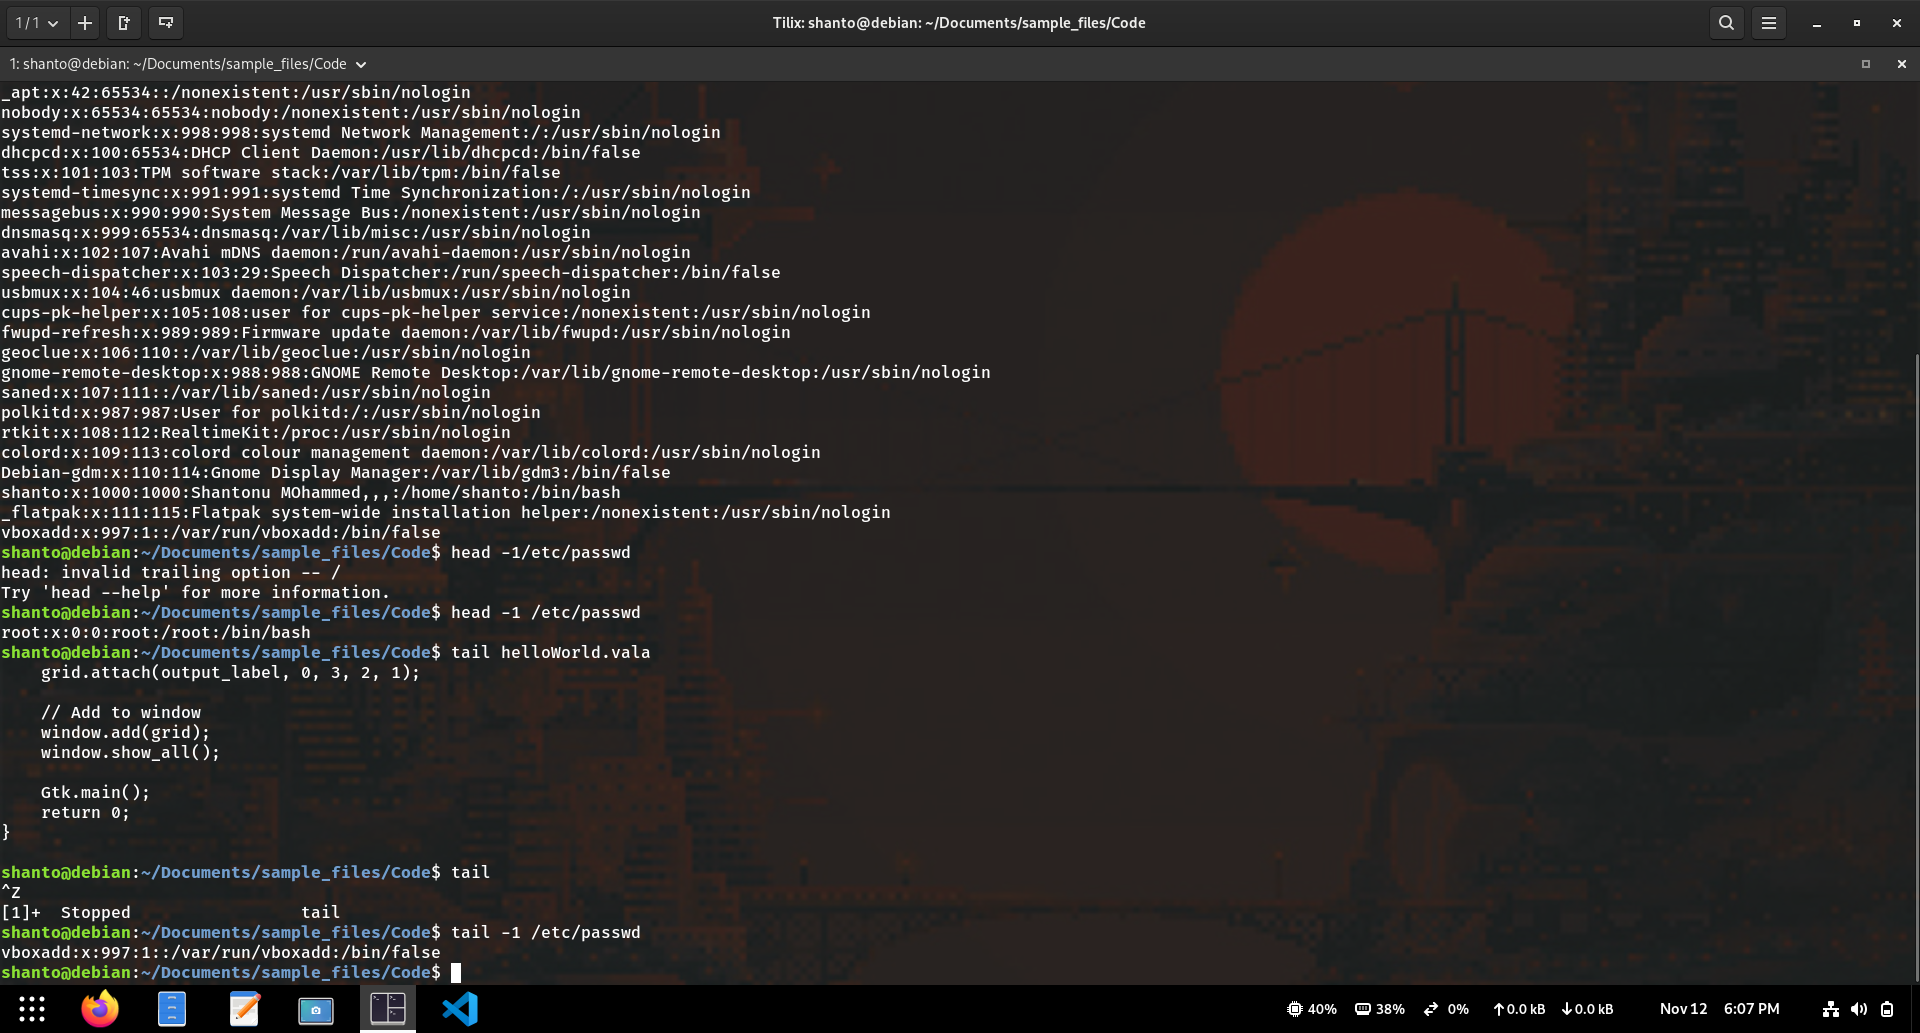 1 / 1
Tilix: shanto@debian: ~/Documents/sample_files/Code
1: shanto@debian: ~/Documents/sample_files/Code
_apt:x:42:65534::/nonexistent:/usr/sbin/nologin
nobody:x:65534:65534:nobody:/nonexistent:/usr/sbin/nologin
systemd-network:x:998:998:systemd Network Management:/:/usr/sbin/nologin
dhcpcd:x:100:65534:DHCP Client Daemon:/usr/lib/dhcpcd:/bin/false
tss:x:101:103:TPM software stack:/var/lib/tpm:/bin/false
systemd-timesync:x:991:991:systemd Time Synchronization:/:/usr/sbin/nologin
messagebus:x:990:990:System Message Bus:/nonexistent:/usr/sbin/nologin
dnsmasq:x:999:65534:dnsmasq:/var/lib/misc:/usr/sbin/nologin
avahi:x:102:107:Avahi mDNS daemon:/run/avahi-daemon:/usr/sbin/nologin
speech-dispatcher:x:103:29:Speech Dispatcher:/run/speech-dispatcher:/bin/false
usbmux:x:104:46:usbmux daemon:/var/lib/usbmux:/usr/sbin/nologin
cups-pk-helper:x:105:108:user for cups-pk-helper service:/nonexistent:/usr/sbin/nologin
fwupd-refresh:x:989:989:Firmware update daemon:/var/lib/fwupd:/usr/sbin/nologin
geoclue:x:106:110::/var/lib/geoclue:/usr/sbin/nologin
gnome-remote-desktop:x:988:988:GNOME Remote Desktop:/var/lib/gnome-remote-desktop:/usr/sbin/nologin
saned:x:107:111::/var/lib/saned:/usr/sbin/nologin
polkitd:x:987:987:User for polkitd:/:/usr/sbin/nologin
rtkit:x:108:112:RealtimeKit:/proc:/usr/sbin/nologin
colord:x:109:113:colord colour management daemon:/var/lib/colord:/usr/sbin/nologin
Debian-gdm:x:110:114:Gnome Display Manager:/var/lib/gdm3:/bin/false
shanto:x:1000:1000:Shantonu MOhammed,,,:/home/shanto:/bin/bash
_flatpak:x:111:115:Flatpak system-wide installation helper:/nonexistent:/usr/sbin/nologin
vboxadd:x:997:1::/var/run/vboxadd:/bin/false
shanto@debian:~/Documents/sample_files/Code$ head -1/etc/passwd
head: invalid trailing option -- /
Try 'head --help' for more information.
shanto@debian:~/Documents/sample_files/Code$ head -1 /etc/passwd
root:x:0:0:root:/root:/bin/bash
shanto@debian:~/Documents/sample_files/Code$ tail helloWorld.vala
    grid.attach(output_label, 0, 3, 2, 1);
    // Add to window
    window.add(grid);
    window.show_all();
    Gtk.main();
    return 0;
}
shanto@debian:~/Documents/sample_files/Code$ tail
^Z
[1]+  Stopped                 tail
shanto@debian:~/Documents/sample_files/Code$ tail -1 /etc/passwd
vboxadd:x:997:1::/var/run/vboxadd:/bin/false
shanto@debian:~/Documents/sample_files/Code$
40% 38% 0% 0.0 kB 0.0 kB Nov 12 6:07 PM